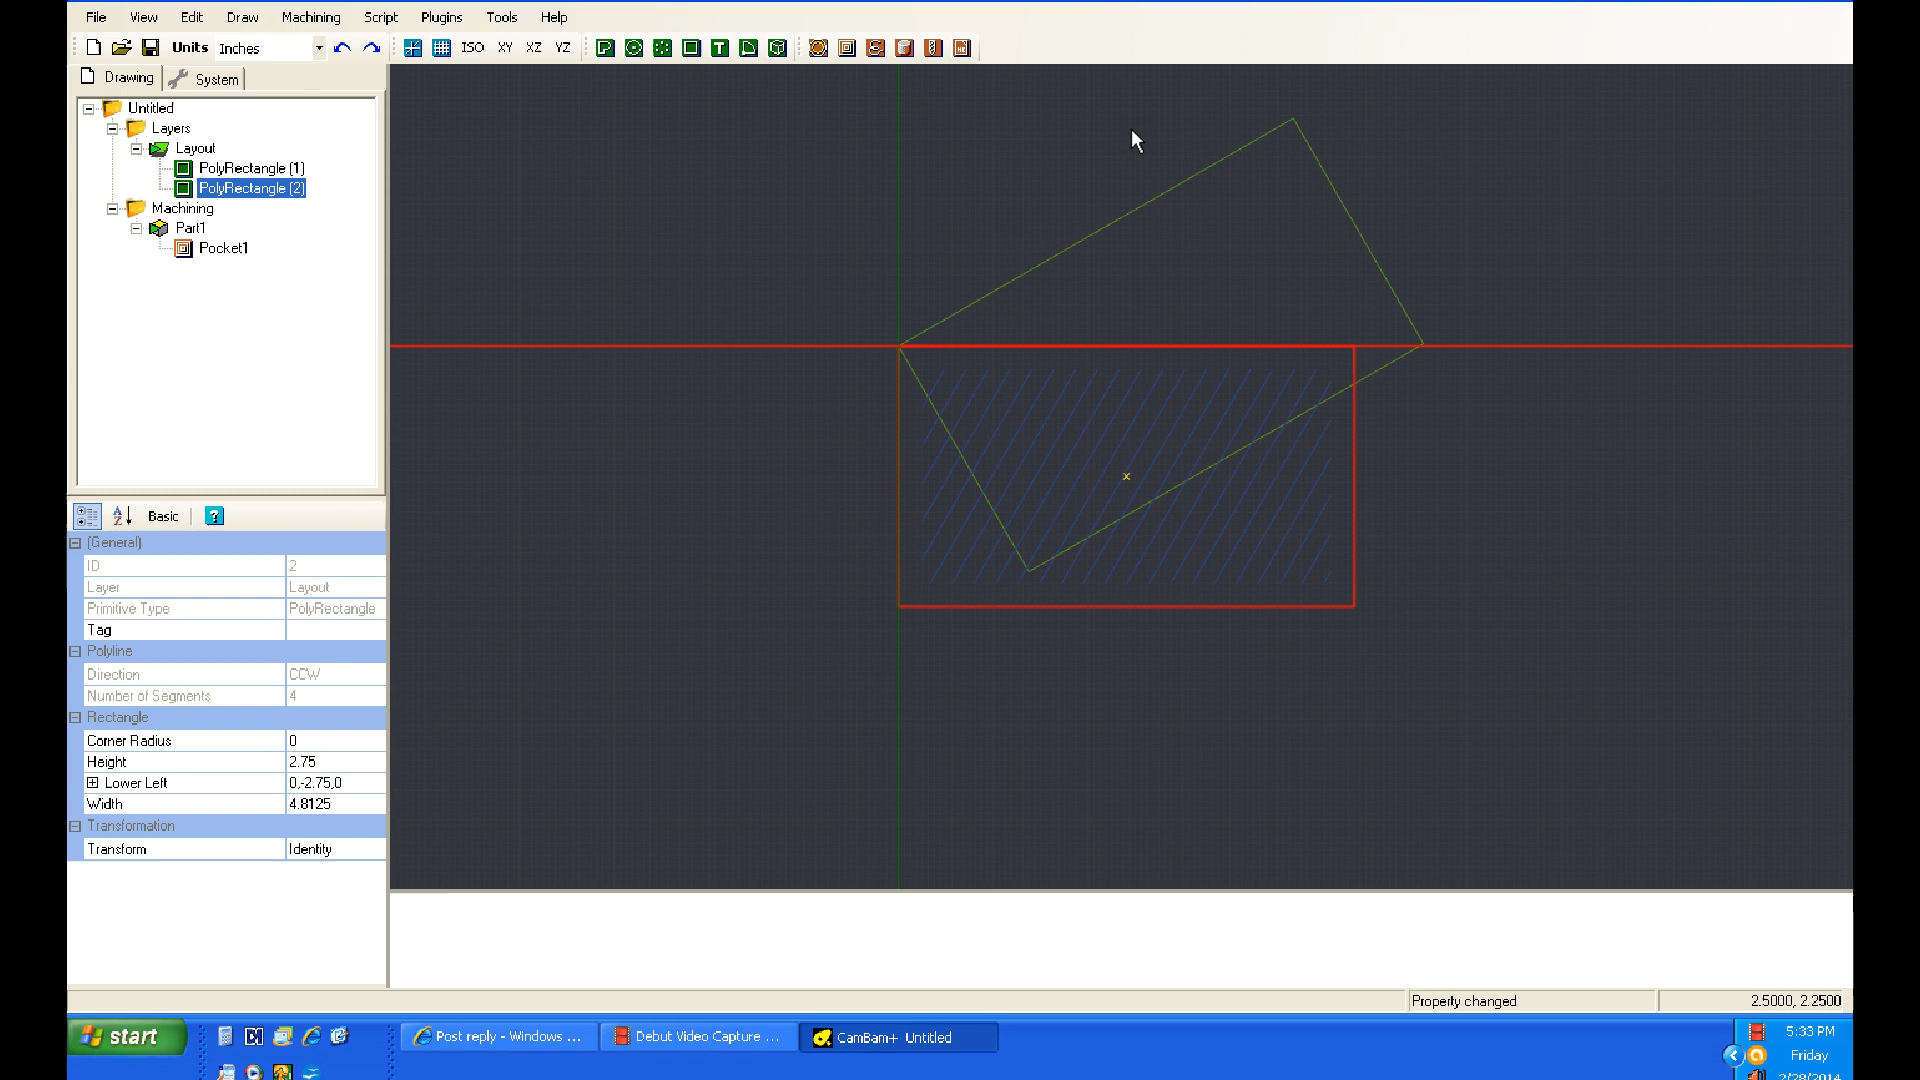 File View Edit Draw Machining Script Plugins Tools Help
Units Inches ISO XY XZ YZ
Drawing System
Untitled
Layers
Layout
PolyRectangle (1)
PolyRectangle (2)
Machining
Part1
Pocket1
Basic
(General)
ID 2
Layer Layout
Primitive Type PolyRectangle
Tag
Polyline
Direction CCW
Number of Segments 4
Rectangle
Corner Radius 0
Height 2.75
Lower Left 0,-2.75,0
Width 4.8125
Transformation
Transform Identity
Property changed 2.5000, 2.2500
start Post reply - Windows ... Debut Video Capture ... CamBam+ Untitled 5:33 PM
Friday
2/28/2014